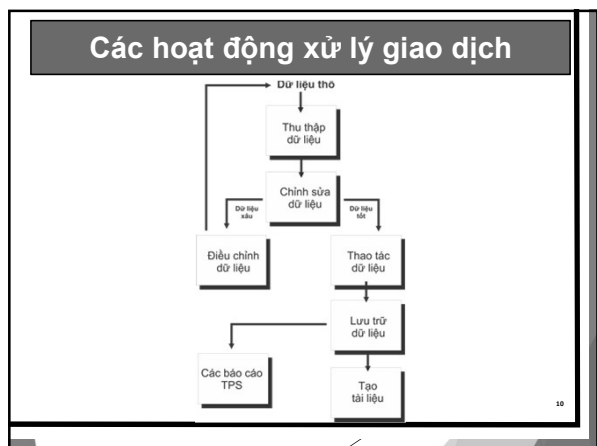 Các hoạt động xử lý giao dịch
Dữ liệu thô
Thu thập
dữ liệu
Chỉnh sửa
dữ liệu
Dữ liệu
xấu
Dữ liệu
tốt
Điều chỉnh
dữ liệu
Thao tác
dữ liệu
Lưu trữ
dữ liệu
Các báo cáo
TPS
Tạo
tài liệu
10